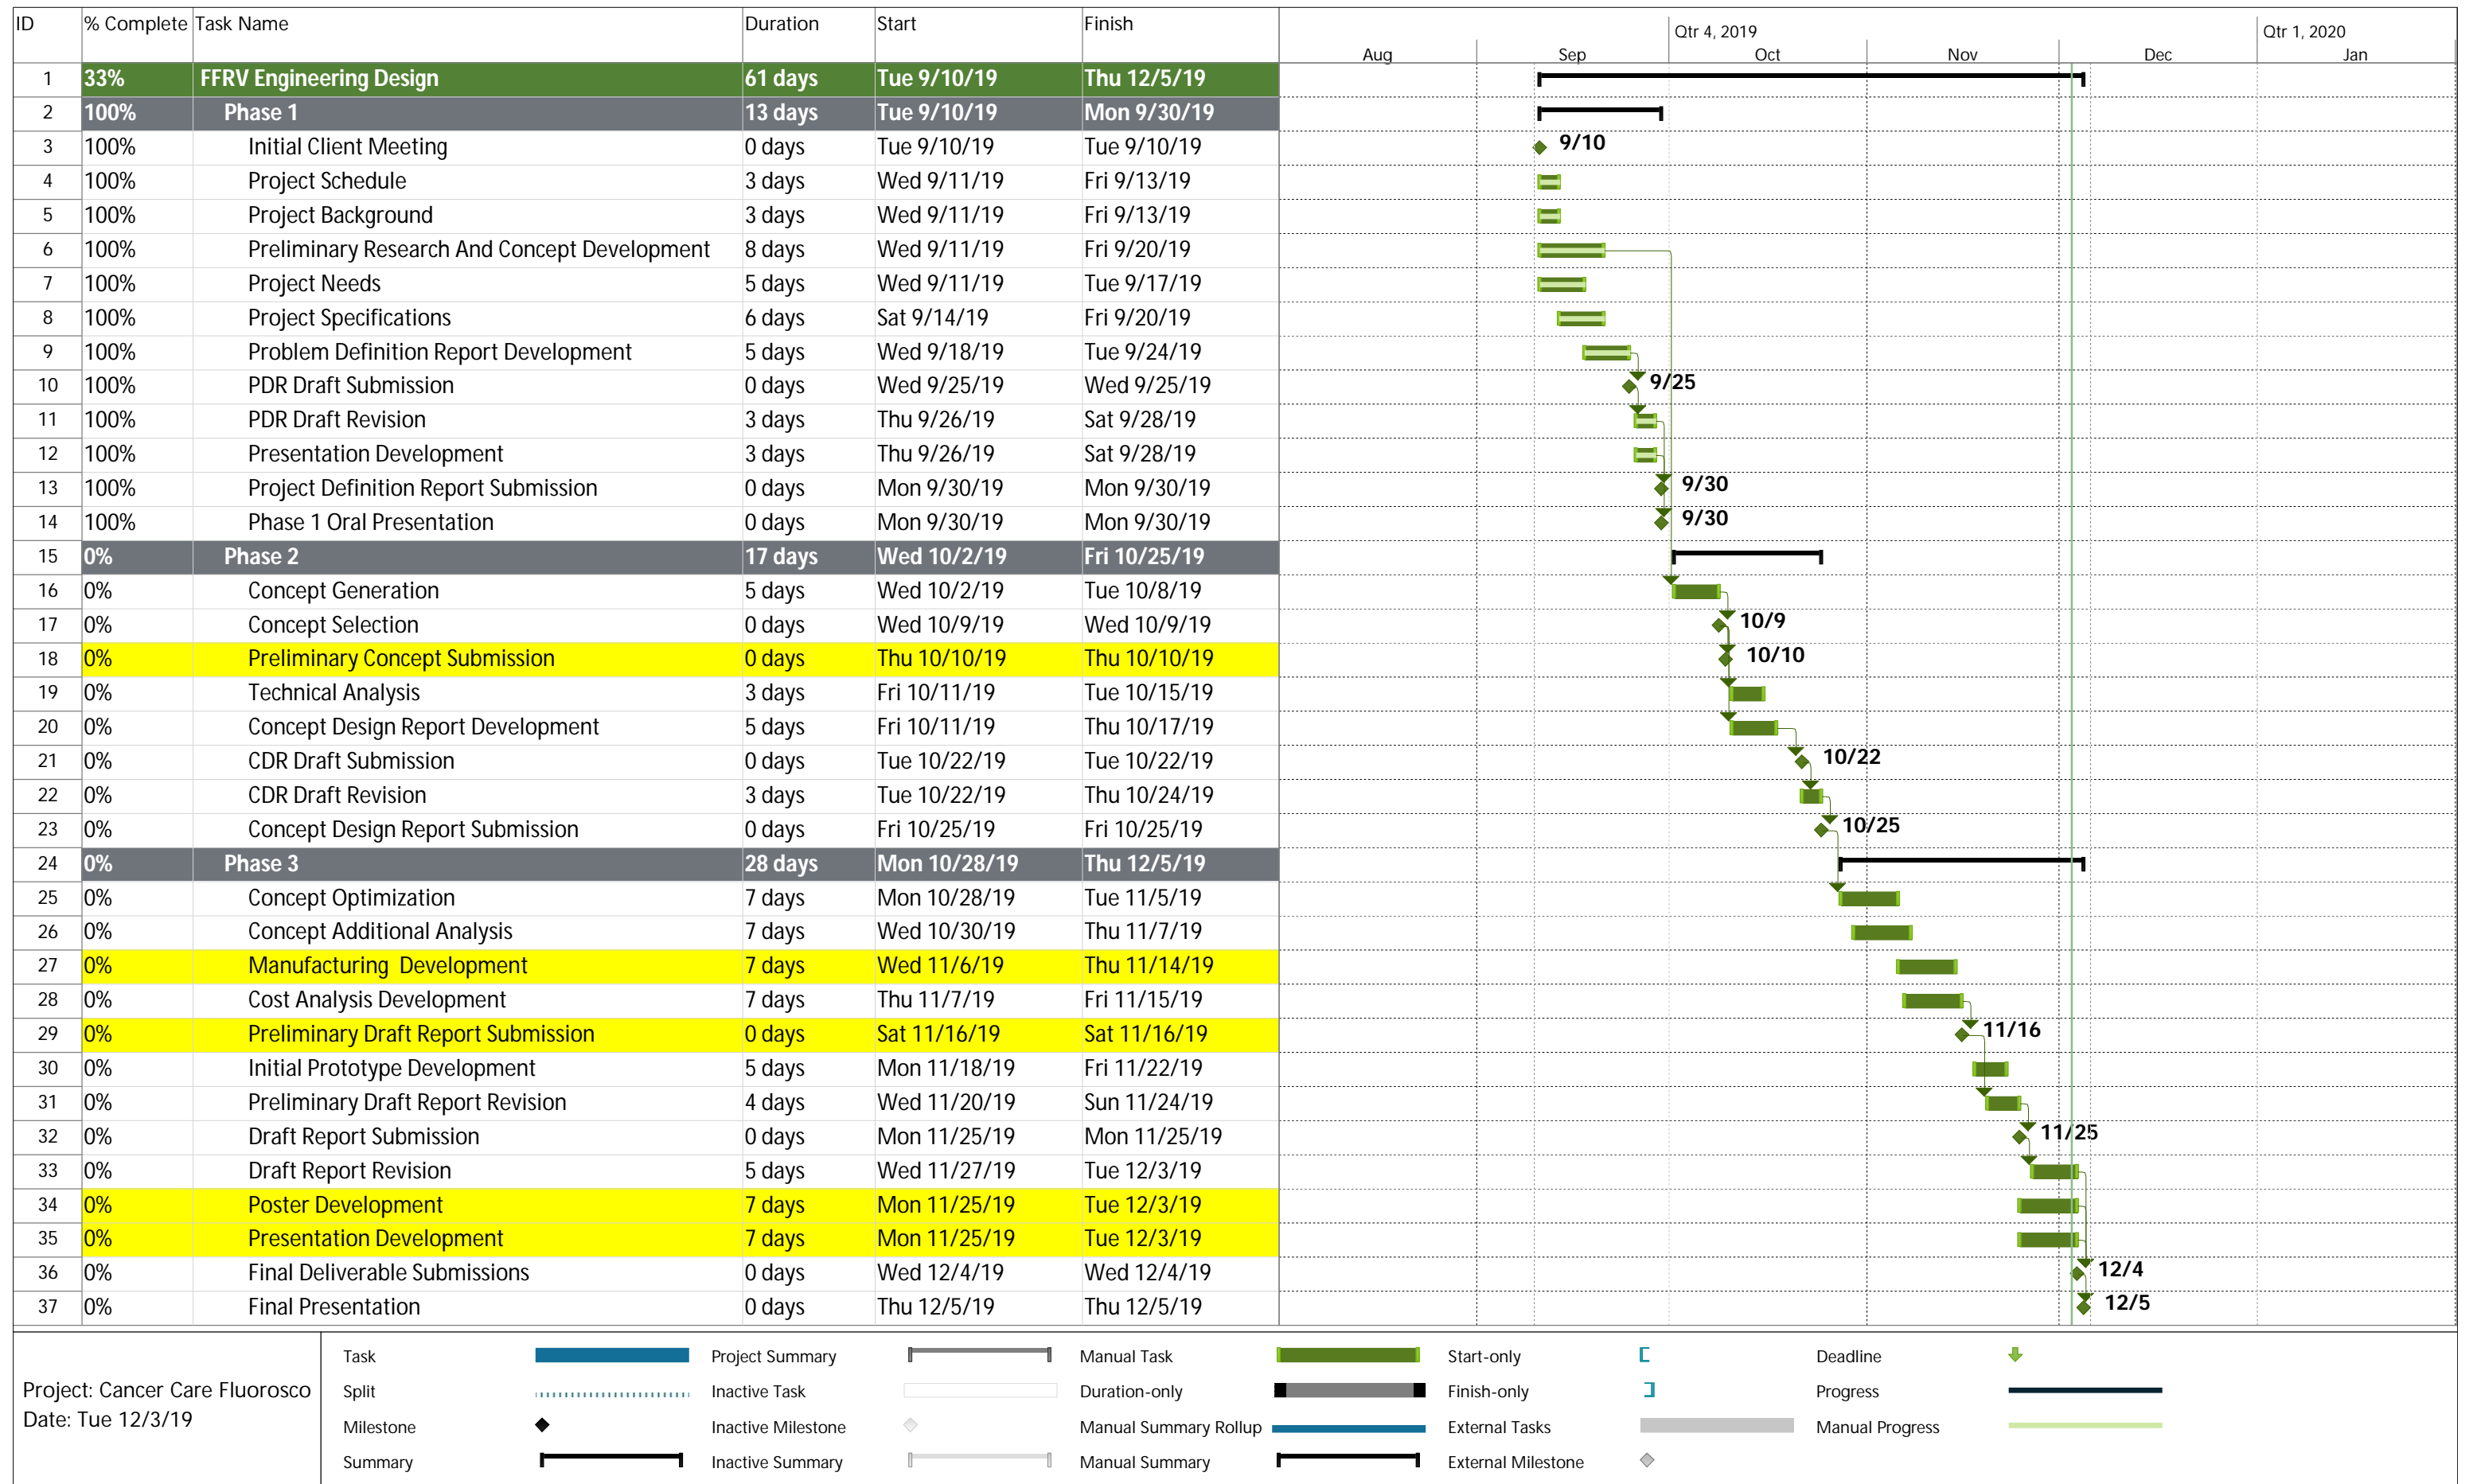 ID % Complete Task Name Duration Start Finish Qtr 4, 2019 Qtr 1, 2020
Aug Sep Oct Nov Dec Jan
1 33% FFRV Engineering Design 61 days Tue 9/10/19 Thu 12/5/19
2 100% Phase 1 13 days Tue 9/10/19 Mon 9/30/19
3 100% Initial Client Meeting 0 days Tue 9/10/19 Tue 9/10/19 9/10
4 100% Project Schedule 3 days Wed 9/11/19 Fri 9/13/19
5 100% Project Background 3 days Wed 9/11/19 Fri 9/13/19
6 100% Preliminary Research And Concept Development 8 days Wed 9/11/19 Fri 9/20/19
7 100% Project Needs 5 days Wed 9/11/19 Tue 9/17/19
8 100% Project Specifications 6 days Sat 9/14/19 Fri 9/20/19
9 100% Problem Definition Report Development 5 days Wed 9/18/19 Tue 9/24/19
10 100% PDR Draft Submission 0 days Wed 9/25/19 Wed 9/25/19 9/25
11 100% PDR Draft Revision 3 days Thu 9/26/19 Sat 9/28/19
12 100% Presentation Development 3 days Thu 9/26/19 Sat 9/28/19
13 100% Project Definition Report Submission 0 days Mon 9/30/19 Mon 9/30/19 9/30
14 100% Phase 1 Oral Presentation 0 days Mon 9/30/19 Mon 9/30/19 9/30
15 0% Phase 2 17 days Wed 10/2/19 Fri 10/25/19
16 0% Concept Generation 5 days Wed 10/2/19 Tue 10/8/19
17 0% Concept Selection 0 days Wed 10/9/19 Wed 10/9/19 10/9
18 0% Preliminary Concept Submission 0 days Thu 10/10/19 Thu 10/10/19 10/10
19 0% Technical Analysis 3 days Fri 10/11/19 Tue 10/15/19
20 0% Concept Design Report Development 5 days Fri 10/11/19 Thu 10/17/19
21 0% CDR Draft Submission 0 days Tue 10/22/19 Tue 10/22/19 10/22
22 0% CDR Draft Revision 3 days Tue 10/22/19 Thu 10/24/19
23 0% Concept Design Report Submission 0 days Fri 10/25/19 Fri 10/25/19 10/25
24 0% Phase 3 28 days Mon 10/28/19 Thu 12/5/19
25 0% Concept Optimization 7 days Mon 10/28/19 Tue 11/5/19
26 0% Concept Additional Analysis 7 days Wed 10/30/19 Thu 11/7/19
27 0% Manufacturing Development 7 days Wed 11/6/19 Thu 11/14/19
28 0% Cost Analysis Development 7 days Thu 11/7/19 Fri 11/15/19
29 0% Preliminary Draft Report Submission 0 days Sat 11/16/19 Sat 11/16/19 11/16
30 0% Initial Prototype Development 5 days Mon 11/18/19 Fri 11/22/19
31 0% Preliminary Draft Report Revision 4 days Wed 11/20/19 Sun 11/24/19
32 0% Draft Report Submission 0 days Mon 11/25/19 Mon 11/25/19 11/25
33 0% Draft Report Revision 5 days Wed 11/27/19 Tue 12/3/19
34 0% Poster Development 7 days Mon 11/25/19 Tue 12/3/19
35 0% Presentation Development 7 days Mon 11/25/19 Tue 12/3/19
36 0% Final Deliverable Submissions 0 days Wed 12/4/19 Wed 12/4/19 12/4
37 0% Final Presentation 0 days Thu 12/5/19 Thu 12/5/19 12/5
Project: Cancer Care Fluorosco
Date: Tue 12/3/19
Task Project Summary Manual Task Start-only Deadline
Split Inactive Task Duration-only Finish-only Progress
Milestone Inactive Milestone Manual Summary Rollup External Tasks Manual Progress
Summary Inactive Summary Manual Summary External Milestone